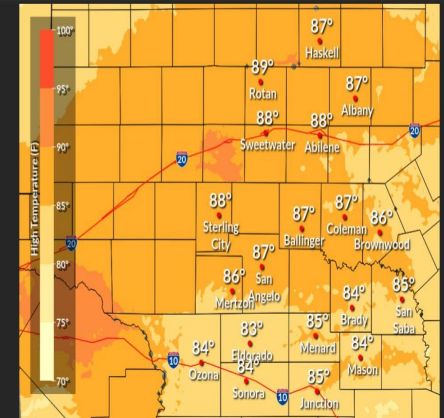 100°
95°
90°
85°
80°
75°
70°
High Temperature (F)
87°
Haskell
89°
Rotan
87°
Albany
88°
Sweetwater
88°
Abilene
20
20
20
88°
Sterling
City
87°
Ballinger
87°
Coleman
86°
Brownwood
87°
San
Angelo
86°
Mertzon
84°
Brady
85°
San
Saba
83°
Eldorado
85°
Menard
84°
Mason
84°
Ozona
84°
Sonora
85°
Junction
10
10